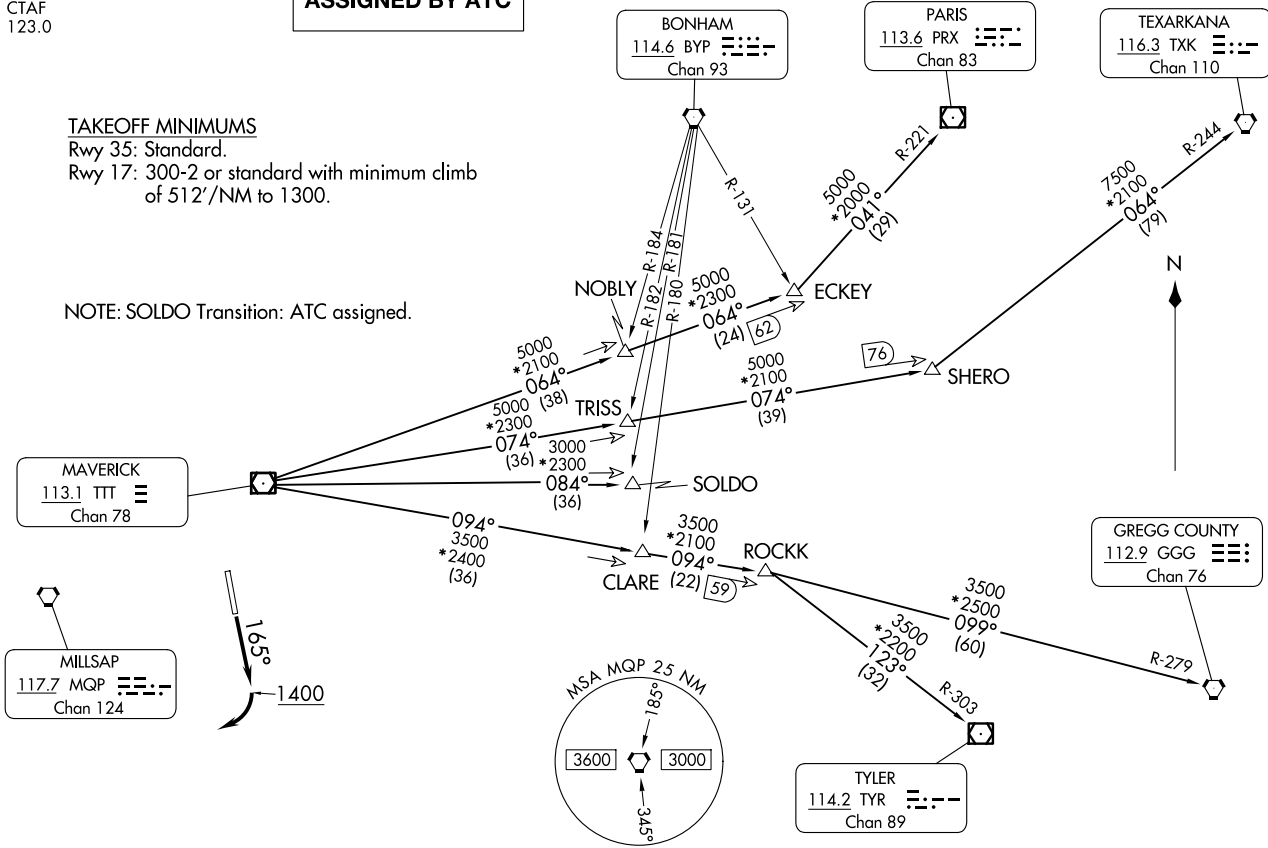 CTAF
123.0
ASSIGNED BY ATC
TAKEOFF MINIMUMS
Rwy 35: Standard.
Rwy 17: 300-2 or standard with minimum climb
of 512'/NM to 1300.
NOTE: SOLDO Transition: ATC assigned.
BONHAM
114.6 BYP
Chan 93
PARIS
113.6 PRX
Chan 83
TEXARKANA
116.3 TXK
Chan 110
R-221
R-244
R-131
5000
*2000
041°
(29)
7500
*2100
064°
(79)
N
R-184
R-181
R-182
R-180
NOBLY
5000
*2300
064°
(24)
62
ECKEY
5000
*2100
064°
(38)
76
SHERO
5000
*2100
074°
(39)
TRISS
5000
*2300
074°
(36)
3000
*2300
084°
(36)
SOLDO
MAVERICK
113.1 TTT
Chan 78
094°
3500
*2400
(36)
CLARE
3500
*2100
094°
(22)
59
ROCKK
GREGG COUNTY
112.9 GGG
Chan 76
3500
*2500
099°
(60)
R-279
3500
*2200
123°
(32)
R-303
MILLSAP
117.7 MQP
Chan 124
165°
1400
MSA MQP 25 NM
185°
3600
3000
345°
TYLER
114.2 TYR
Chan 89